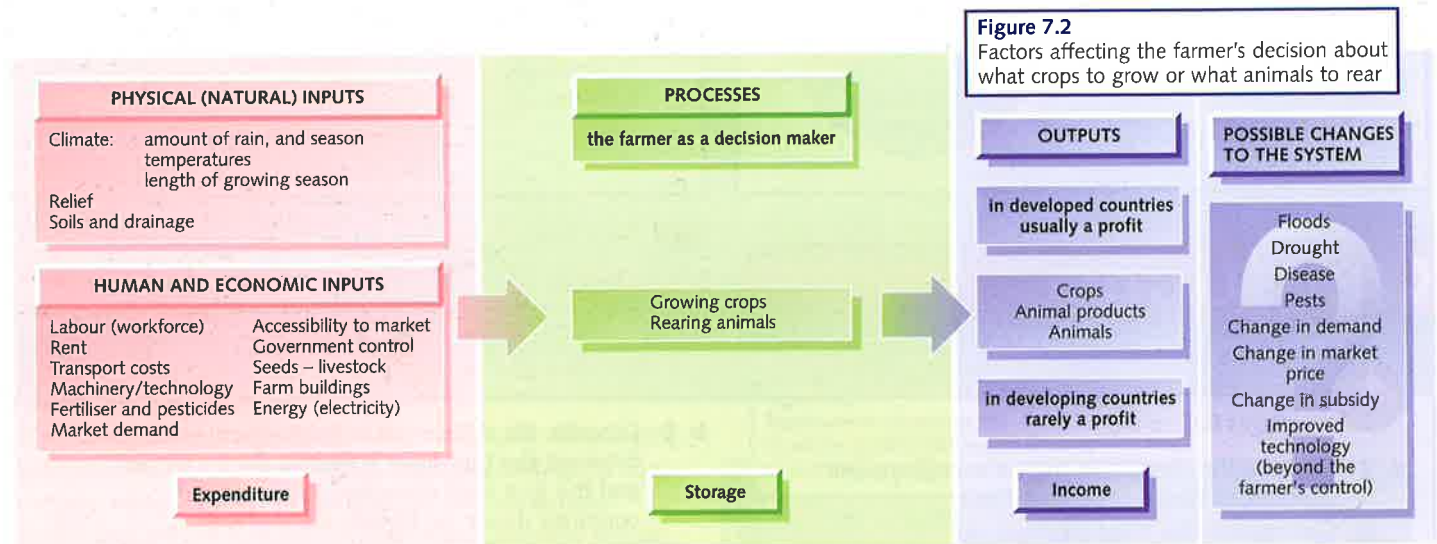 Figure 7.2
Factors affecting the farmer's decision about
what crops to grow or what animals to rear
PHYSICAL (NATURAL) INPUTS
Climate: amount of rain, and season
temperatures
length of growing season
Relief
Soils and drainage
HUMAN AND ECONOMIC INPUTS
Labour (workforce) Accessibility to market
Rent Government control
Transport costs Seeds – livestock
Machinery/technology Farm buildings
Fertiliser and pesticides Energy (electricity)
Market demand
Expenditure
PROCESSES
the farmer as a decision maker
Growing crops
Rearing animals
Storage
OUTPUTS
in developed countries
usually a profit
Crops
Animal products
Animals
in developing countries
rarely a profit
Income
POSSIBLE CHANGES
TO THE SYSTEM
?
Floods
Drought
Disease
Pests
Change in demand
Change in market
price
Change in subsidy
Improved
technology
(beyond the
farmer's control)